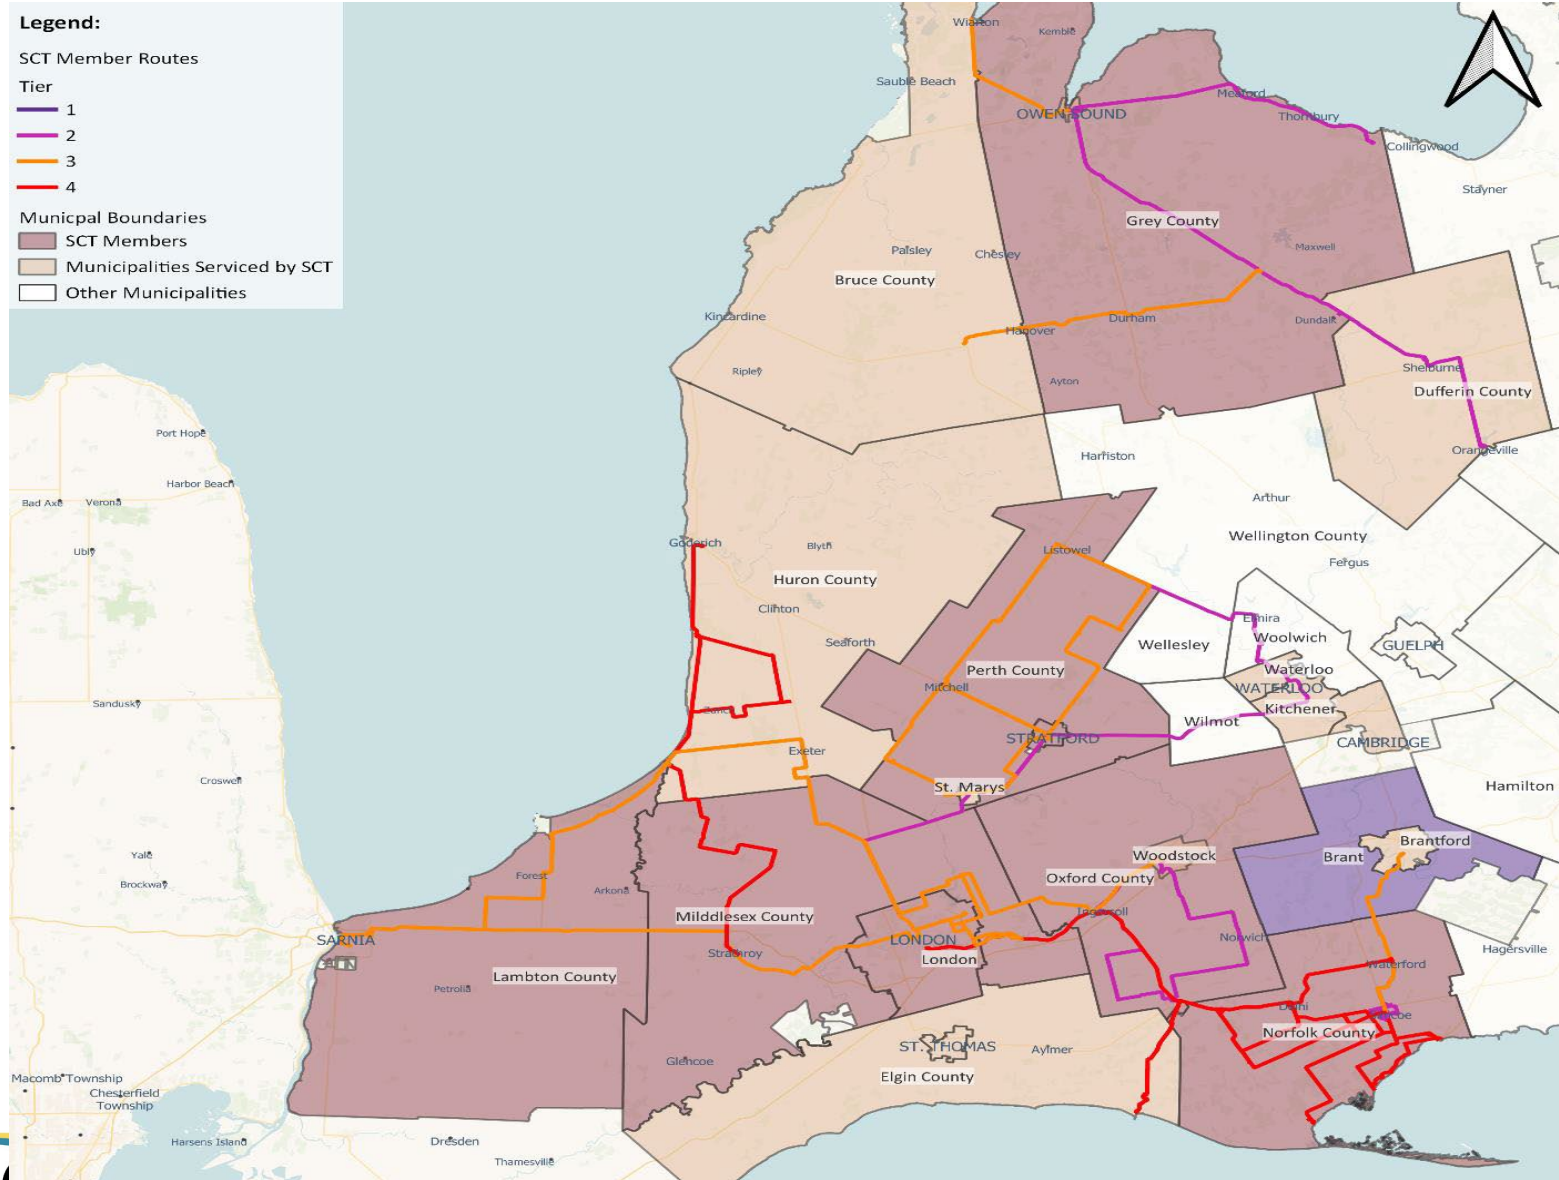 Legend:
SCT Member Routes
Tier
1
2
3
4
Municpal Boundaries
SCT Members
Municipalities Serviced by SCT
Other Municipalities
Wiarton
Kemble
Sauble Beach
OWEN SOUND
Meaford
Thornbury
Collingwood
Stayner
Grey County
Paisley
Chesley
Maxwell
Bruce County
Kincardine
Hanover
Durham
Dundalk
Ripley
Ayton
Shelburne
Dufferin County
Port Hope
Harriston
Orangeville
Harbor Beach
Bad Axe
Verona
Arthur
Wellington County
Ubly
Goderich
Blyth
Listowel
Fergus
Huron County
Clinton
Elmira
Seaforth
Wellesley
Woolwich
GUELPH
Perth County
Waterloo
Mitchell
WATERLOO
Sandusky
Zurich
Kitchener
Wilmot
STRATFORD
CAMBRIDGE
Exeter
Croswell
St. Marys
Hamilton
Yale
Brockway
Woodstock
Brant
Brantford
Forest
Arkona
Oxford County
Milddlesex County
Ingersoll
SARNIA
LONDON
Norwich
Strathroy
London
Hagersville
Waterford
Lambton County
Petrolia
Delhi
Norfolk County
ST. THOMAS
Aylmer
Glencoe
Elgin County
Macomb Township
Chesterfield
Township
Harsens Island
Dresden
Thamesville